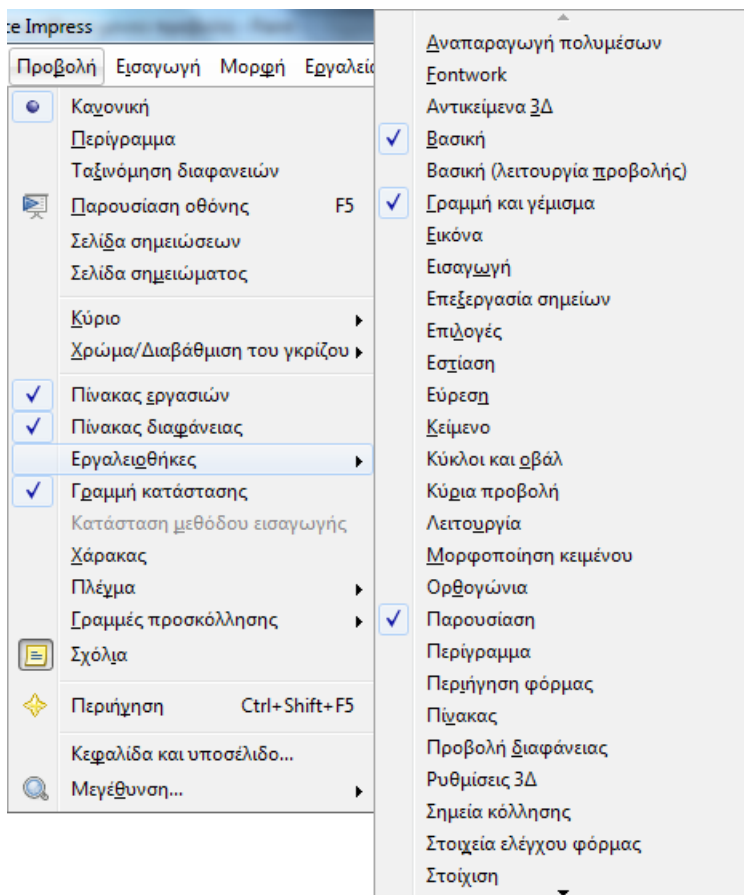 ce Impress
Προβολή Εισαγωγή Μορφή Εργαλεία
Κανονική
Περίγραμμα
Ταξινόμηση διαφανειών
Παρουσίαση οθόνης F5
Σελίδα σημειώσεων
Σελίδα σημειώματος
Κύριο
Χρώμα/Διαβάθμιση του γκρίζου
Πίνακας εργασιών
Πίνακας διαφάνειας
Εργαλειοθήκες
Γραμμή κατάστασης
Κατάσταση μεθόδου εισαγωγής
Χάρακας
Πλέγμα
Γραμμές προσκόλλησης
Σχόλια
Περιήγηση Ctrl+Shift+F5
Κεφαλίδα και υποσέλιδο...
Μεγέθυνση...
Αναπαραγωγή πολυμέσων
Fontwork
Αντικείμενα 3Δ
Βασική
Βασική (λειτουργία προβολής)
Γραμμή και γέμισμα
Εικόνα
Εισαγωγή
Επεξεργασία σημείων
Επιλογές
Εστίαση
Εύρεση
Κείμενο
Κύκλοι και οβάλ
Κύρια προβολή
Λειτουργία
Μορφοποίηση κειμένου
Ορθογώνια
Παρουσίαση
Περίγραμμα
Περιήγηση φόρμας
Πίνακας
Προβολή διαφάνειας
Ρυθμίσεις 3Δ
Σημεία κόλλησης
Στοιχεία ελέγχου φόρμας
Στοίχιση